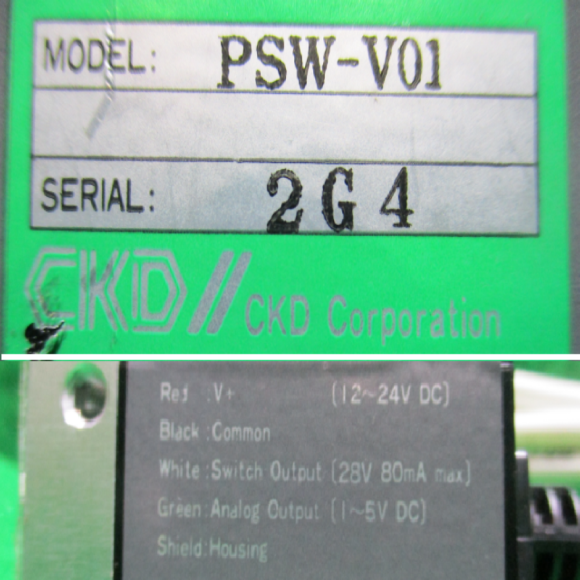 MODEL: PSW-V01
SERIAL: 2G4
CKD// CKD Corporation
Red :V+ (12~24V DC)
Black :Common
White :Switch Output (28V 80mA max)
Green :Analog Output (1~5V DC)
Shield:Housing